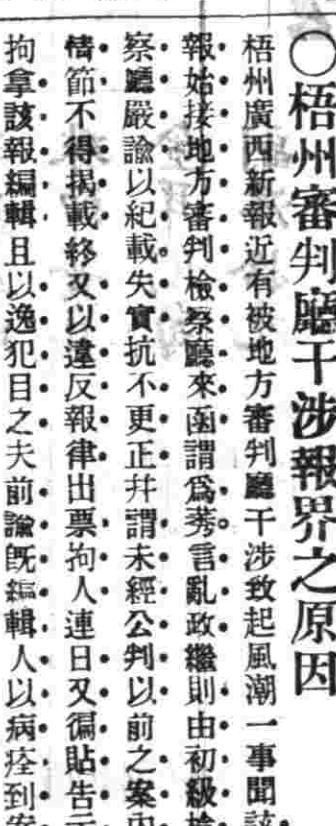 ○梧州審判廳干涉報界之原因
梧州廣西新報近有被地方審判廳干涉致起風潮一事聞該
報始接地方審判檢察廳來函謂爲莠言亂政繼則由初級檢
察廳嚴諭以紀載失實抗不更正幷謂未經公判以前之案內
情節不得揭載終又以違反報律出票拘人連日又徧貼告示
拘拿該報編輯且以逸犯目之夫前諭旣編輯人以病痊到案